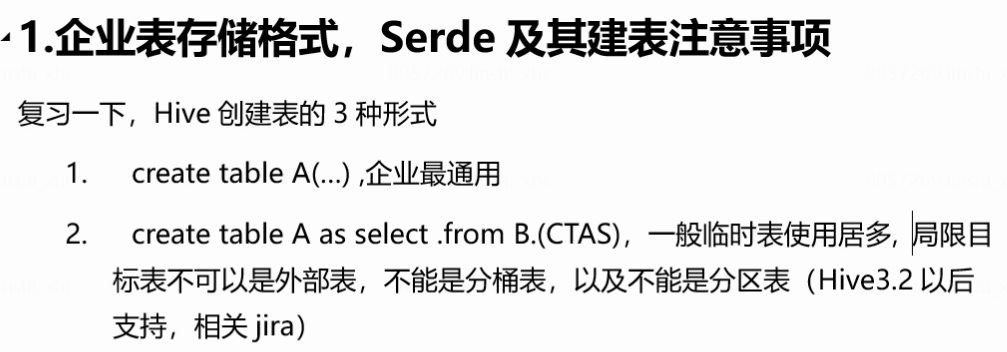 1.企业表存储格式，Serde 及其建表注意事项
复习一下，Hive 创建表的 3 种形式
1. create table A(...) ,企业最通用
2. create table A as select .from B.(CTAS)，一般临时表使用居多, 局限目
标表不可以是外部表，不能是分桶表，以及不能是分区表（Hive3.2 以后
支持，相关 jira）